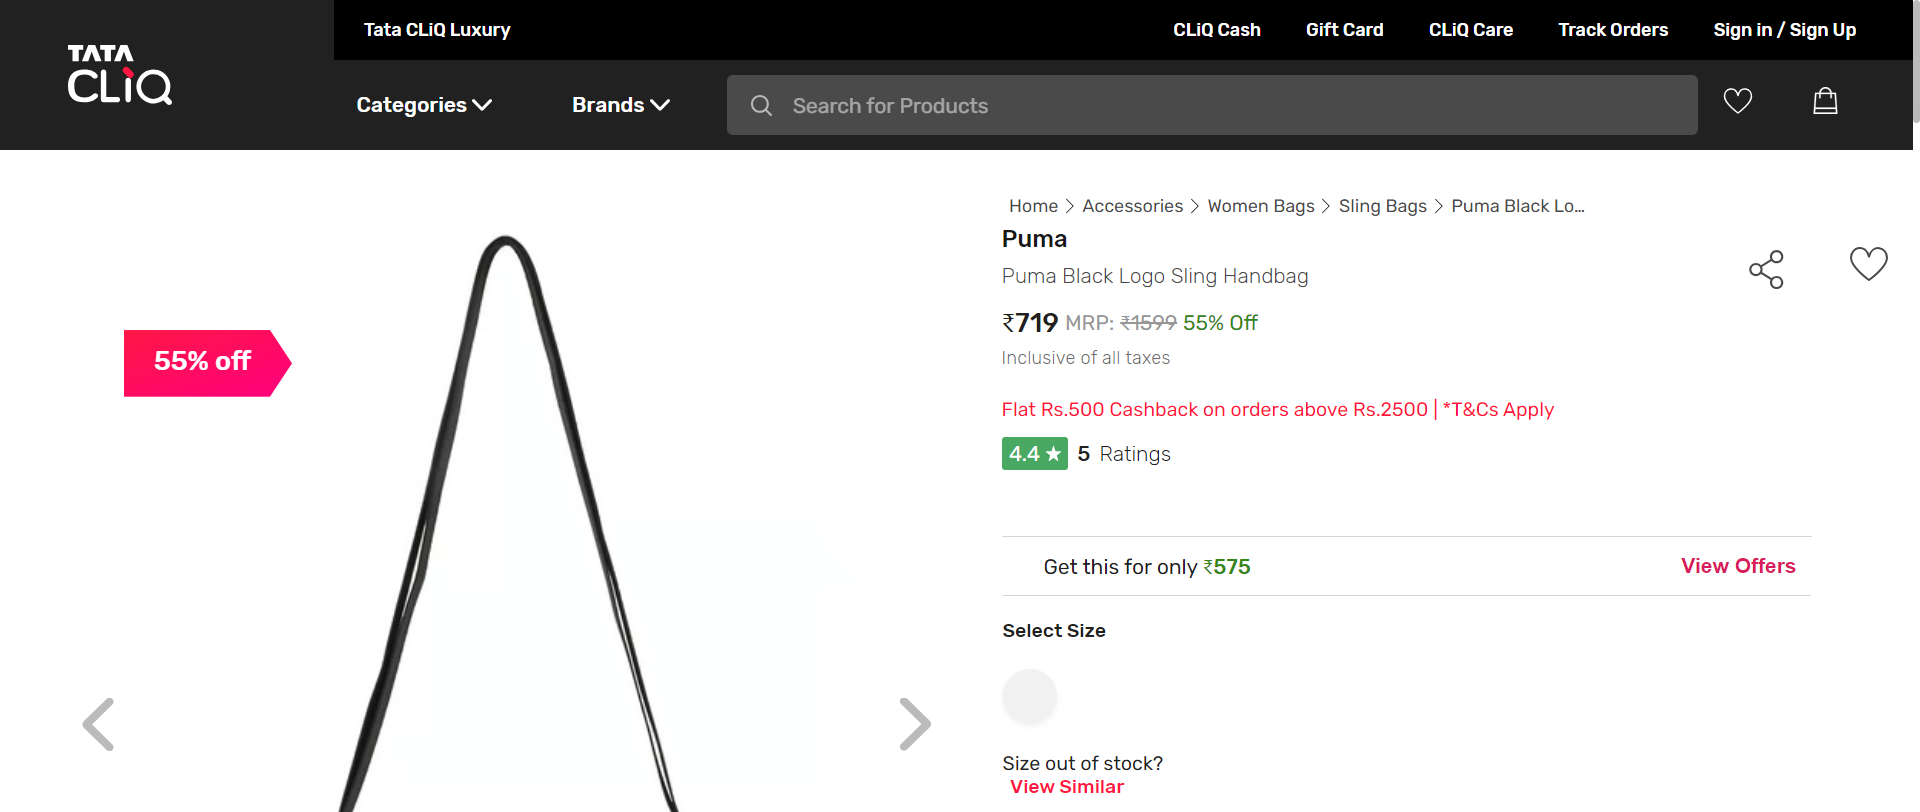 TATA
CLiQ
Tata CLiQ Luxury
CLiQ Cash
Gift Card
CLiQ Care
Track Orders
Sign in / Sign Up
Categories
Brands
Search for Products
55% off
Home > Accessories > Women Bags > Sling Bags > Puma Black Lo...
Puma
Puma Black Logo Sling Handbag
₹719 MRP: ₹1599 55% Off
Inclusive of all taxes
Flat Rs.500 Cashback on orders above Rs.2500 | *T&Cs Apply
4.4 ★ 5 Ratings
Get this for only ₹575
View Offers
Select Size
Size out of stock?
View Similar